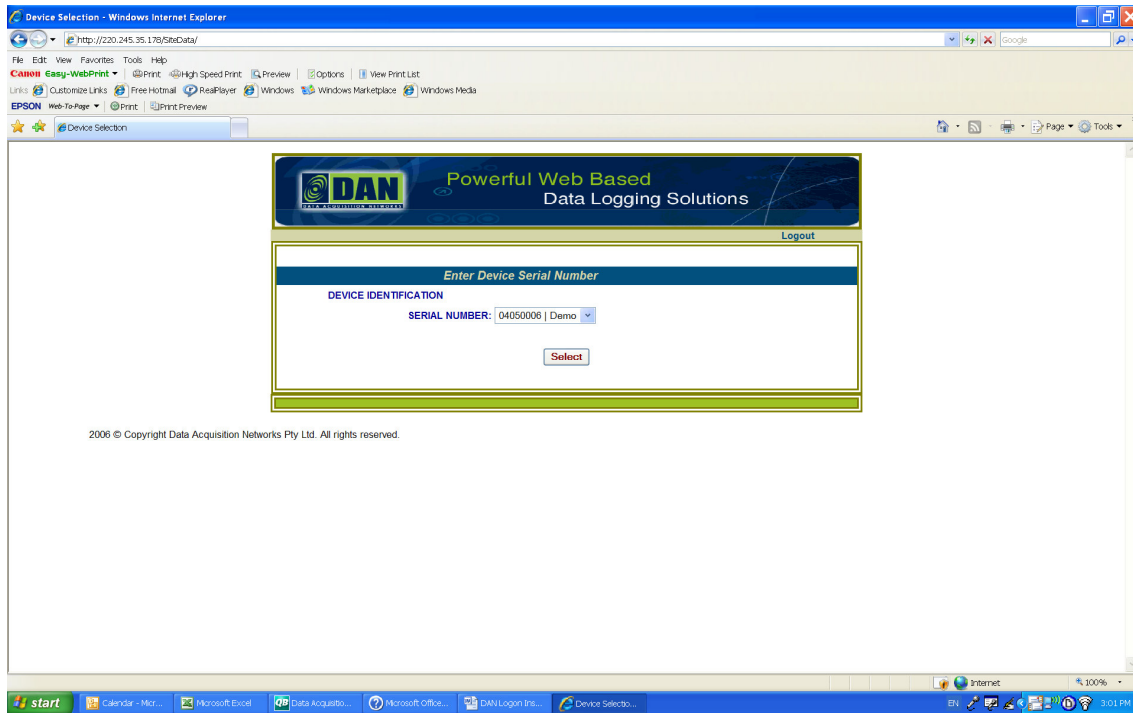 Device Selection - Windows Internet Explorer
http://220.245.35.178/SiteData/
Google
File Edit View Favorites Tools Help
Canon Easy-WebPrint Print High Speed Print Preview Options View Print List
Links Customize Links Free Hotmail RealPlayer Windows Windows Marketplace Windows Media
EPSON Web-To-Page Print Print Preview
Device Selection
Page Tools
DAN
DATA ACQUISITION NETWORKS
Powerful Web Based
Data Logging Solutions
Logout
Enter Device Serial Number
DEVICE IDENTIFICATION
SERIAL NUMBER: 04050006 | Demo
Select
2006 © Copyright Data Acquisition Networks Pty Ltd. All rights reserved.
Internet
100%
start Calendar - Micr... Microsoft Excel QB Data Acquisitio... Microsoft Office... DAN Logon Ins... Device Selectio... EN 3:01 PM